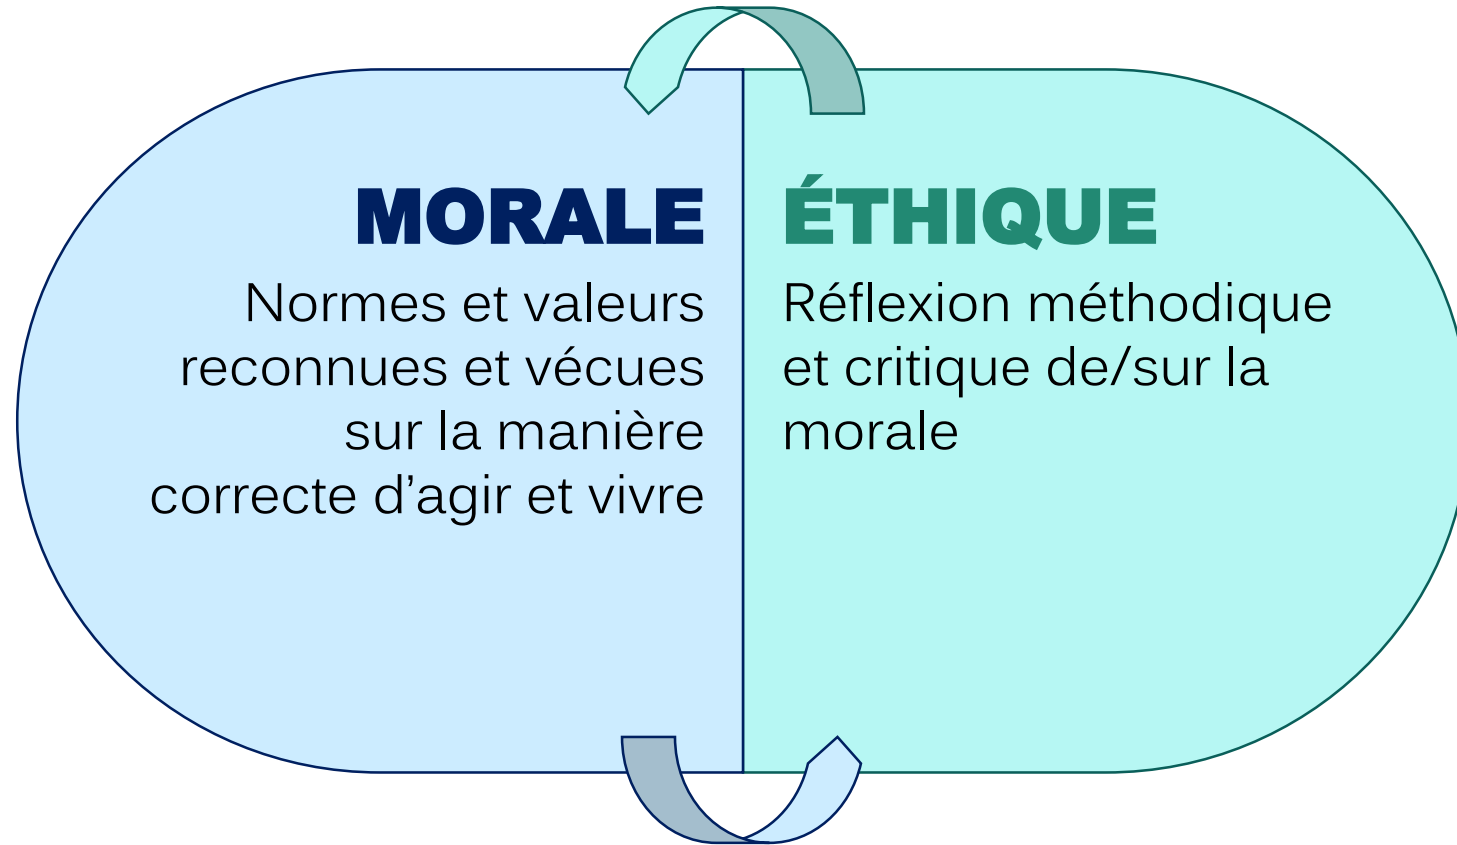 MORALE
Normes et valeurs
reconnues et vécues
sur la manière
correcte d’agir et vivre
ÉTHIQUE
Réflexion méthodique
et critique de/sur la
morale